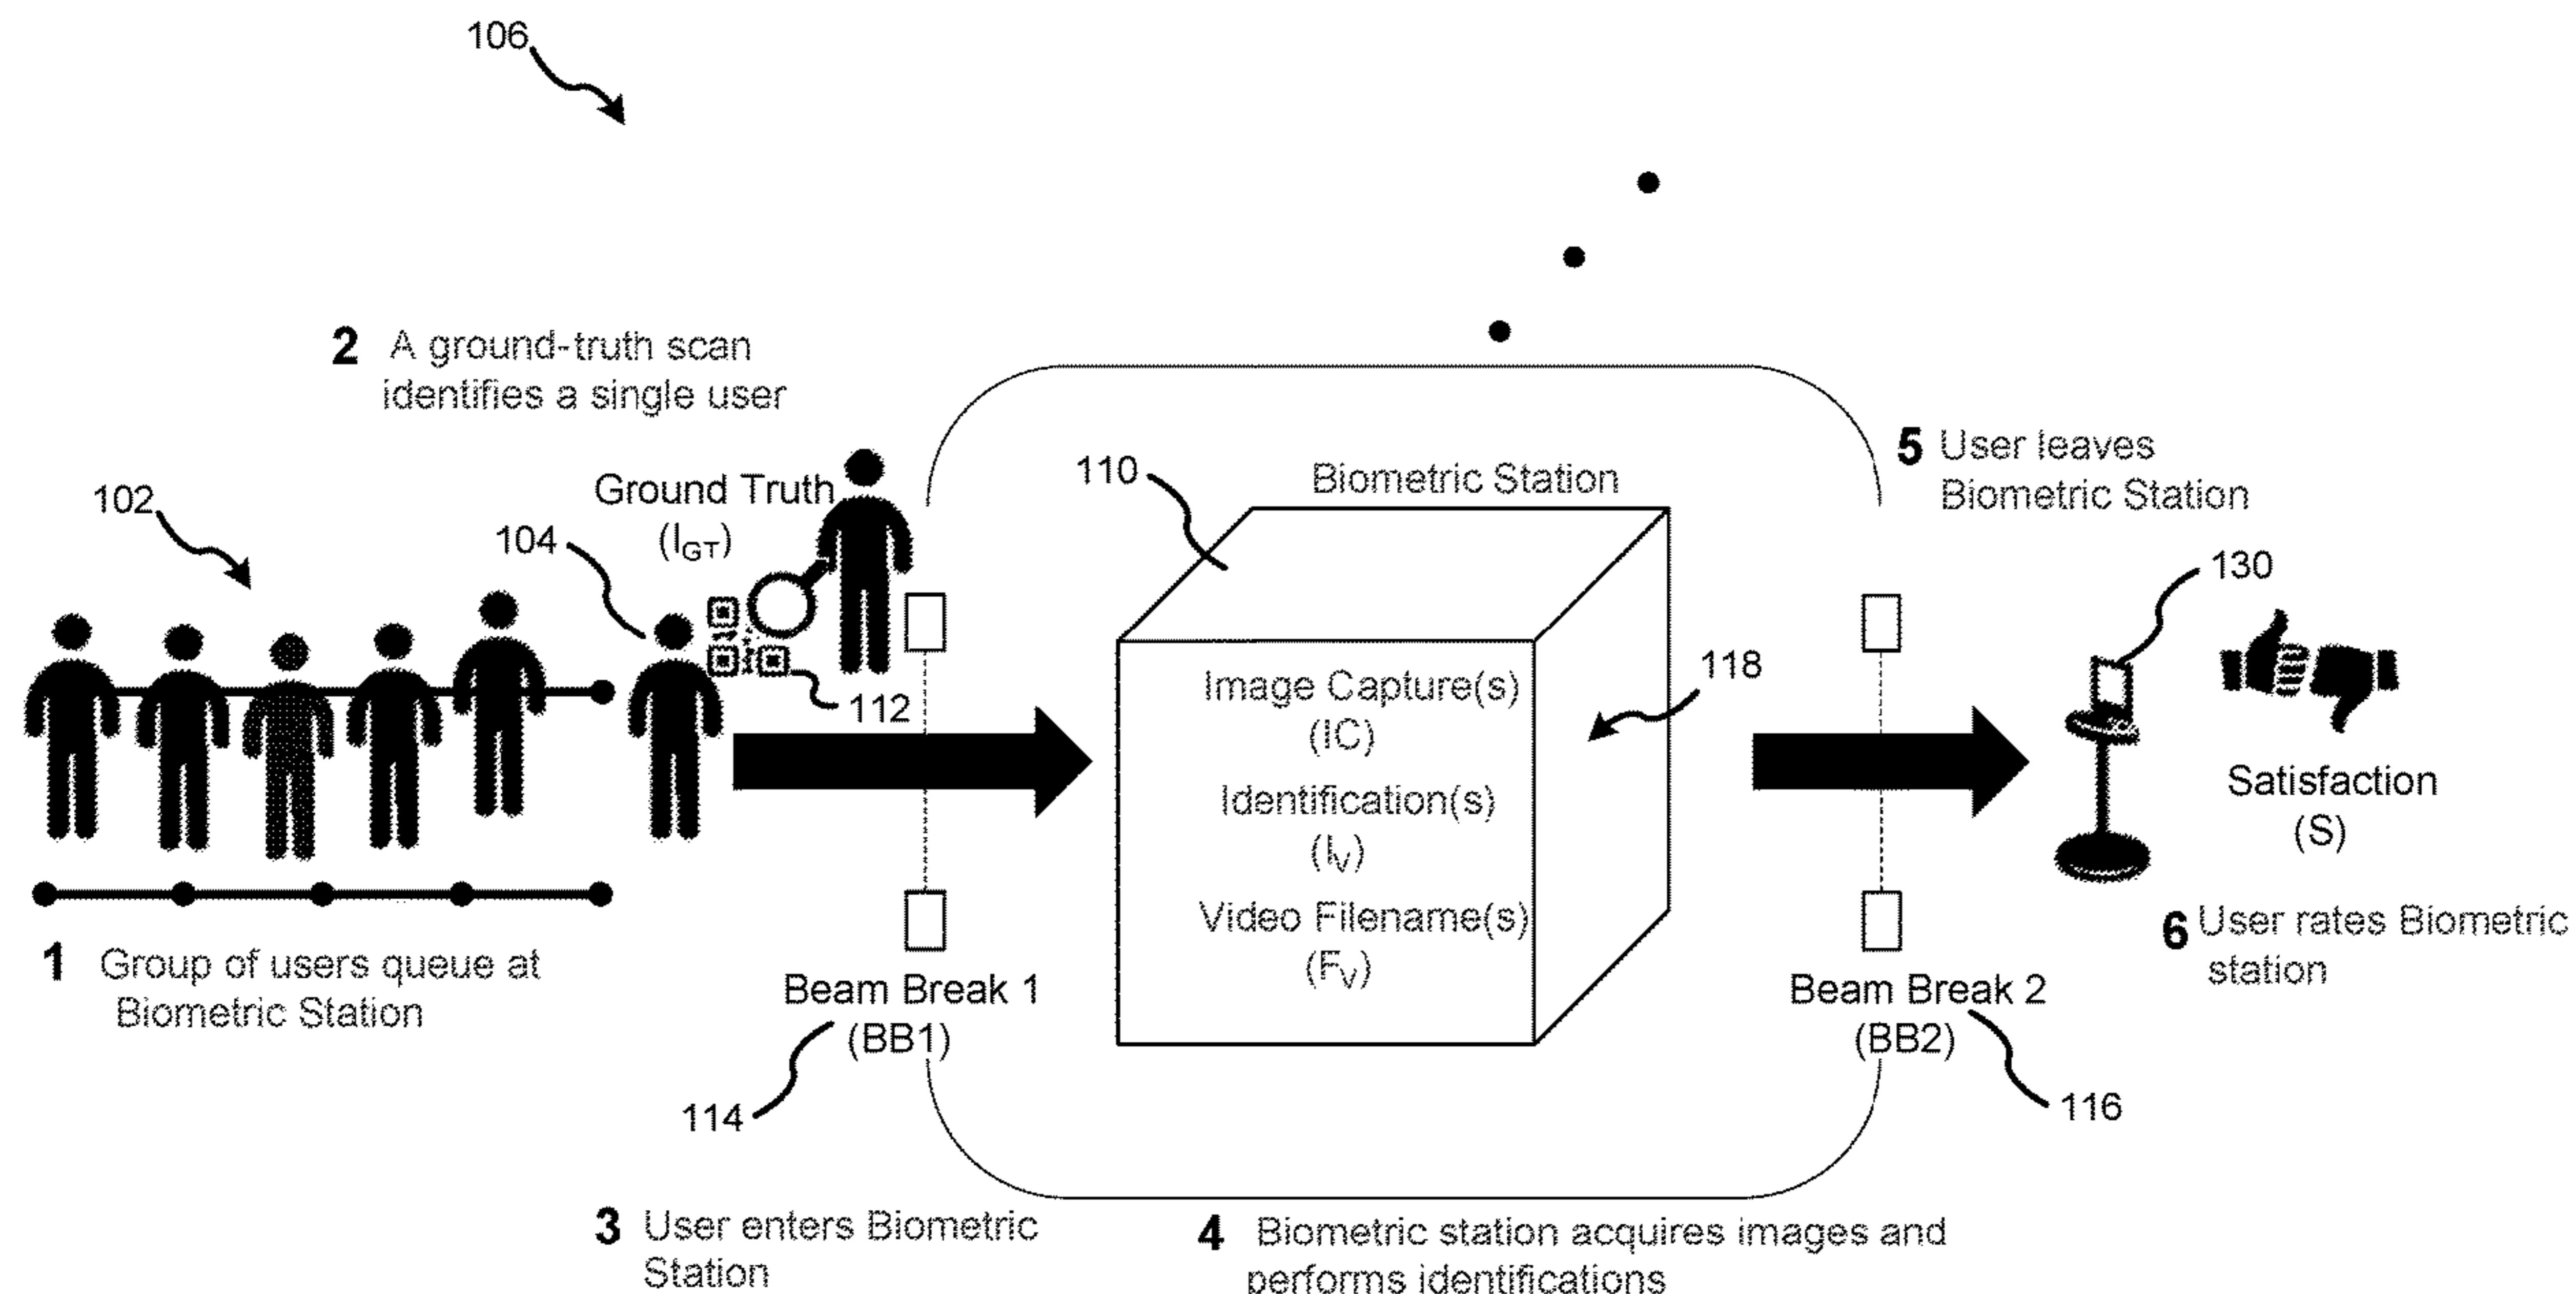 106
2 A ground-truth scan
identifies a single user
102
104
Ground Truth
(IGT)
112
110
Biometric Station
5 User leaves
Biometric Station
130
118
Image Capture(s)
(IC)
Identification(s)
(IV)
Video Filename(s)
(FV)
Satisfaction
(S)
6 User rates Biometric
station
1 Group of users queue at
Biometric Station
Beam Break 1
(BB1)
114
Beam Break 2
(BB2)
116
3 User enters Biometric
Station
4 Biometric station acquires images and
performs identifications